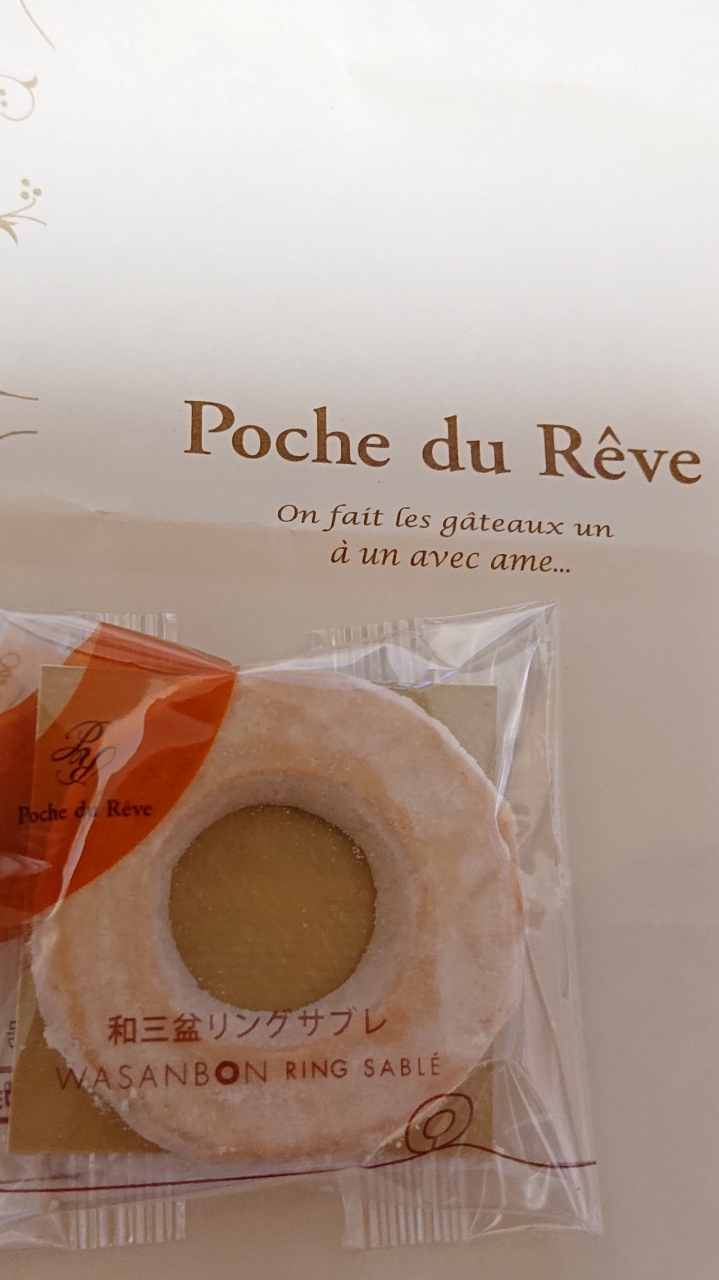 Poche du Rêve
On fait les gâteaux un
à un avec ame...
Poche du Rêve
和三盆リングサブレ
WASANBON RING SABLÉ